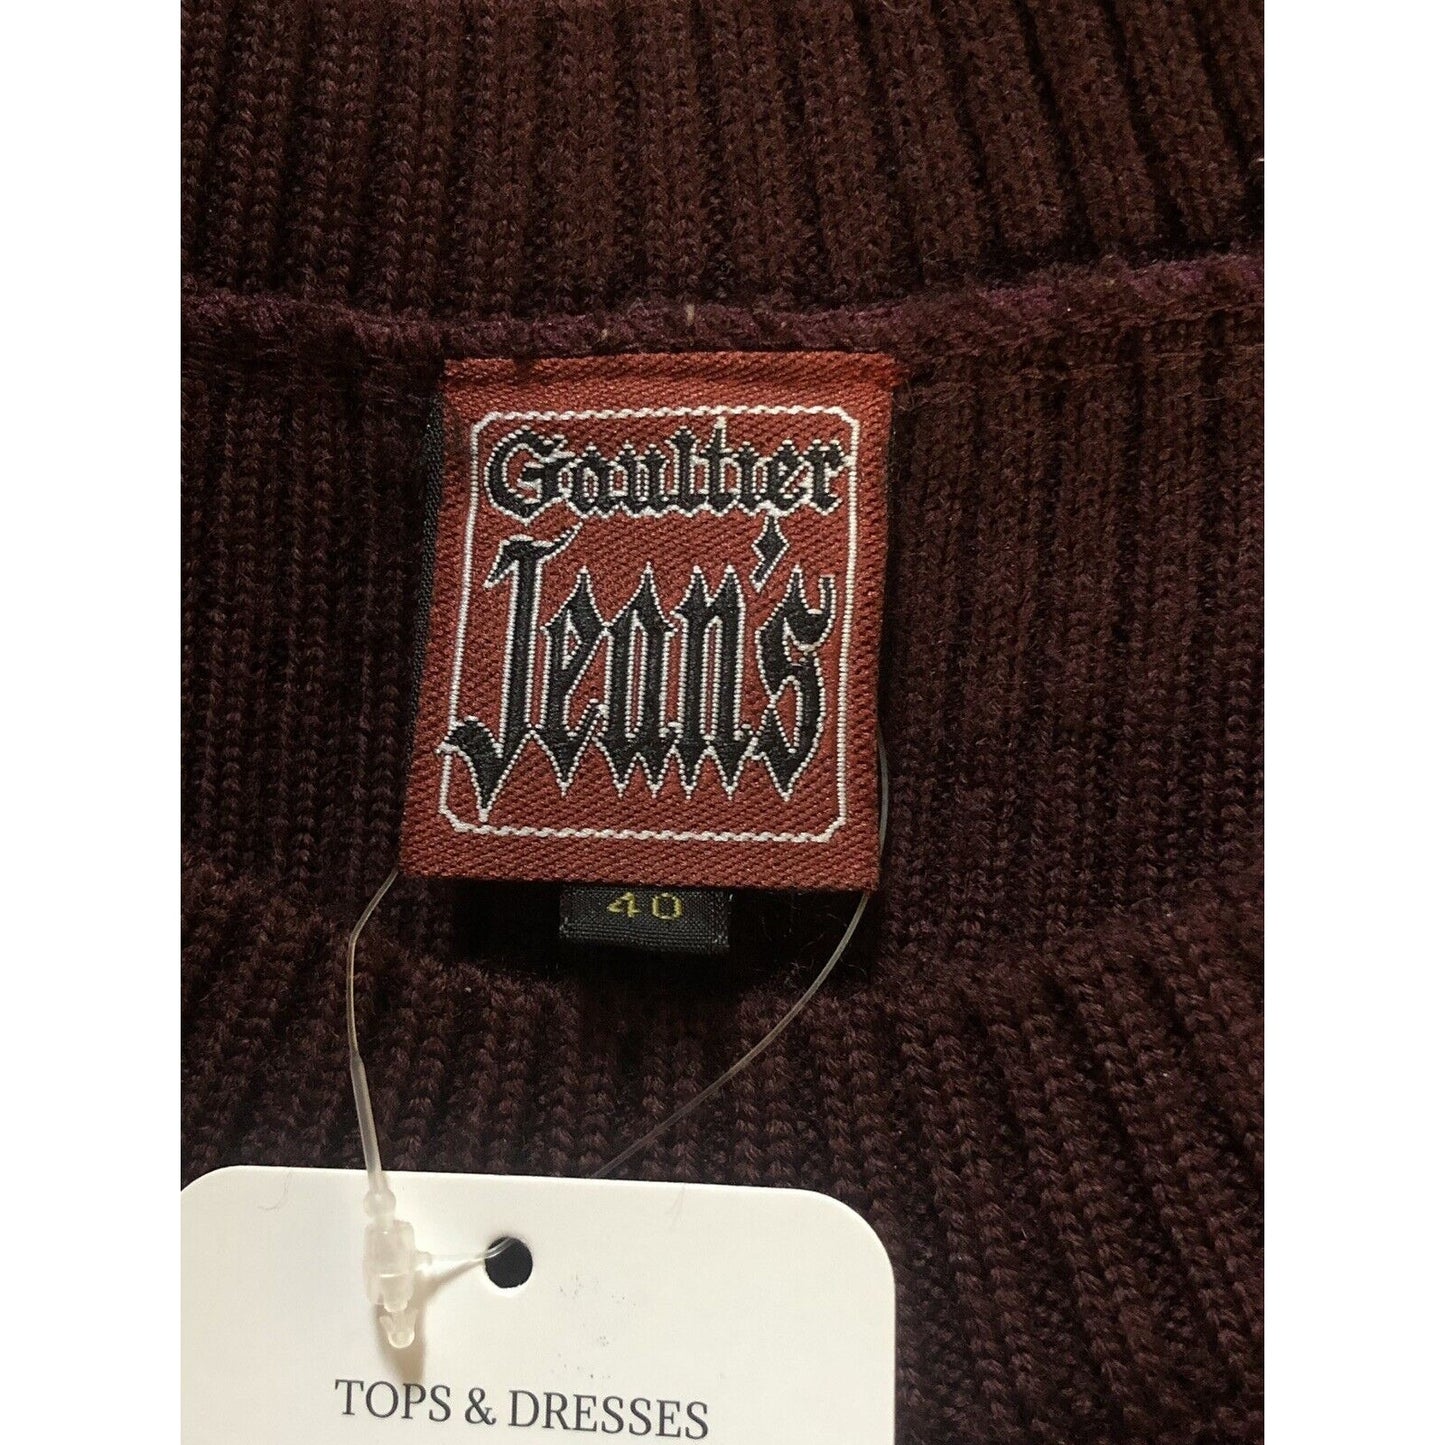 Gaultier
Jean's
40
TOPS & DRESSES